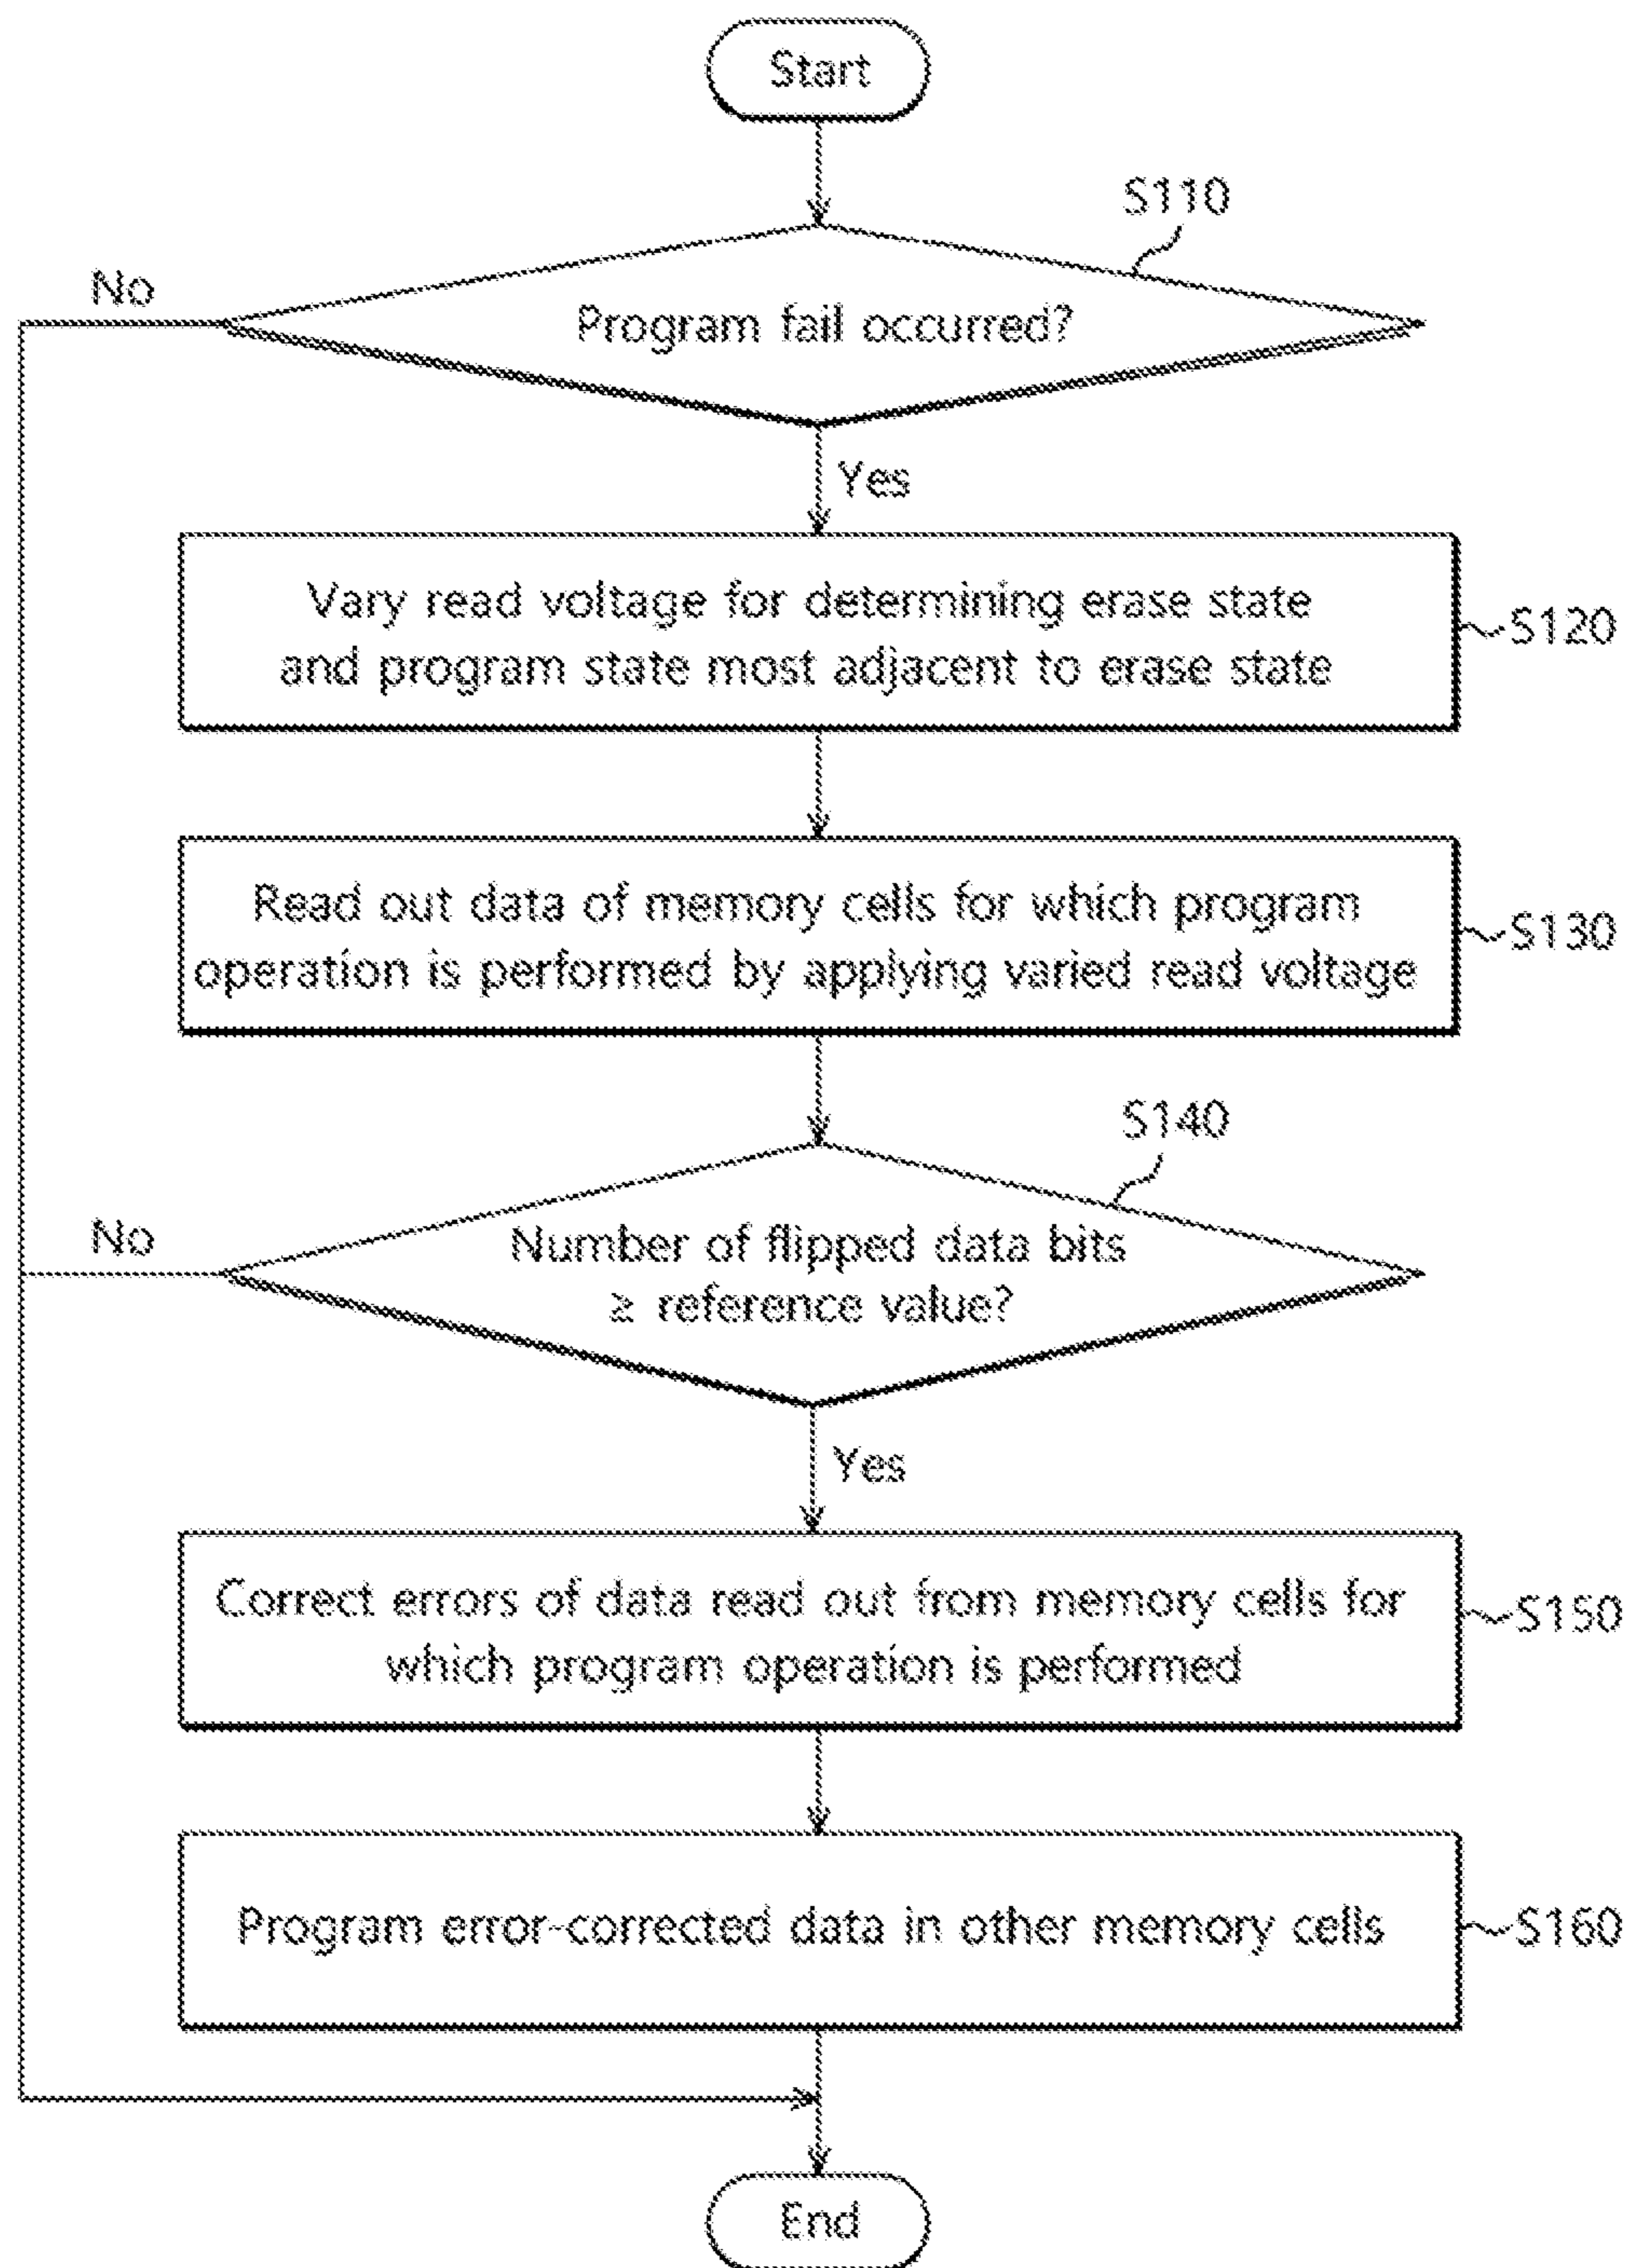 Start
S110
No
Program fail occurred?
Yes
Vary read voltage for determining erase state
and program state most adjacent to erase state
S120
Read out data of memory cells for which program
operation is performed by applying varied read voltage
S130
S140
No
Number of flipped data bits
≥ reference value?
Yes
Correct errors of data read out from memory cells for
which program operation is performed
S150
Program error-corrected data in other memory cells
S160
End